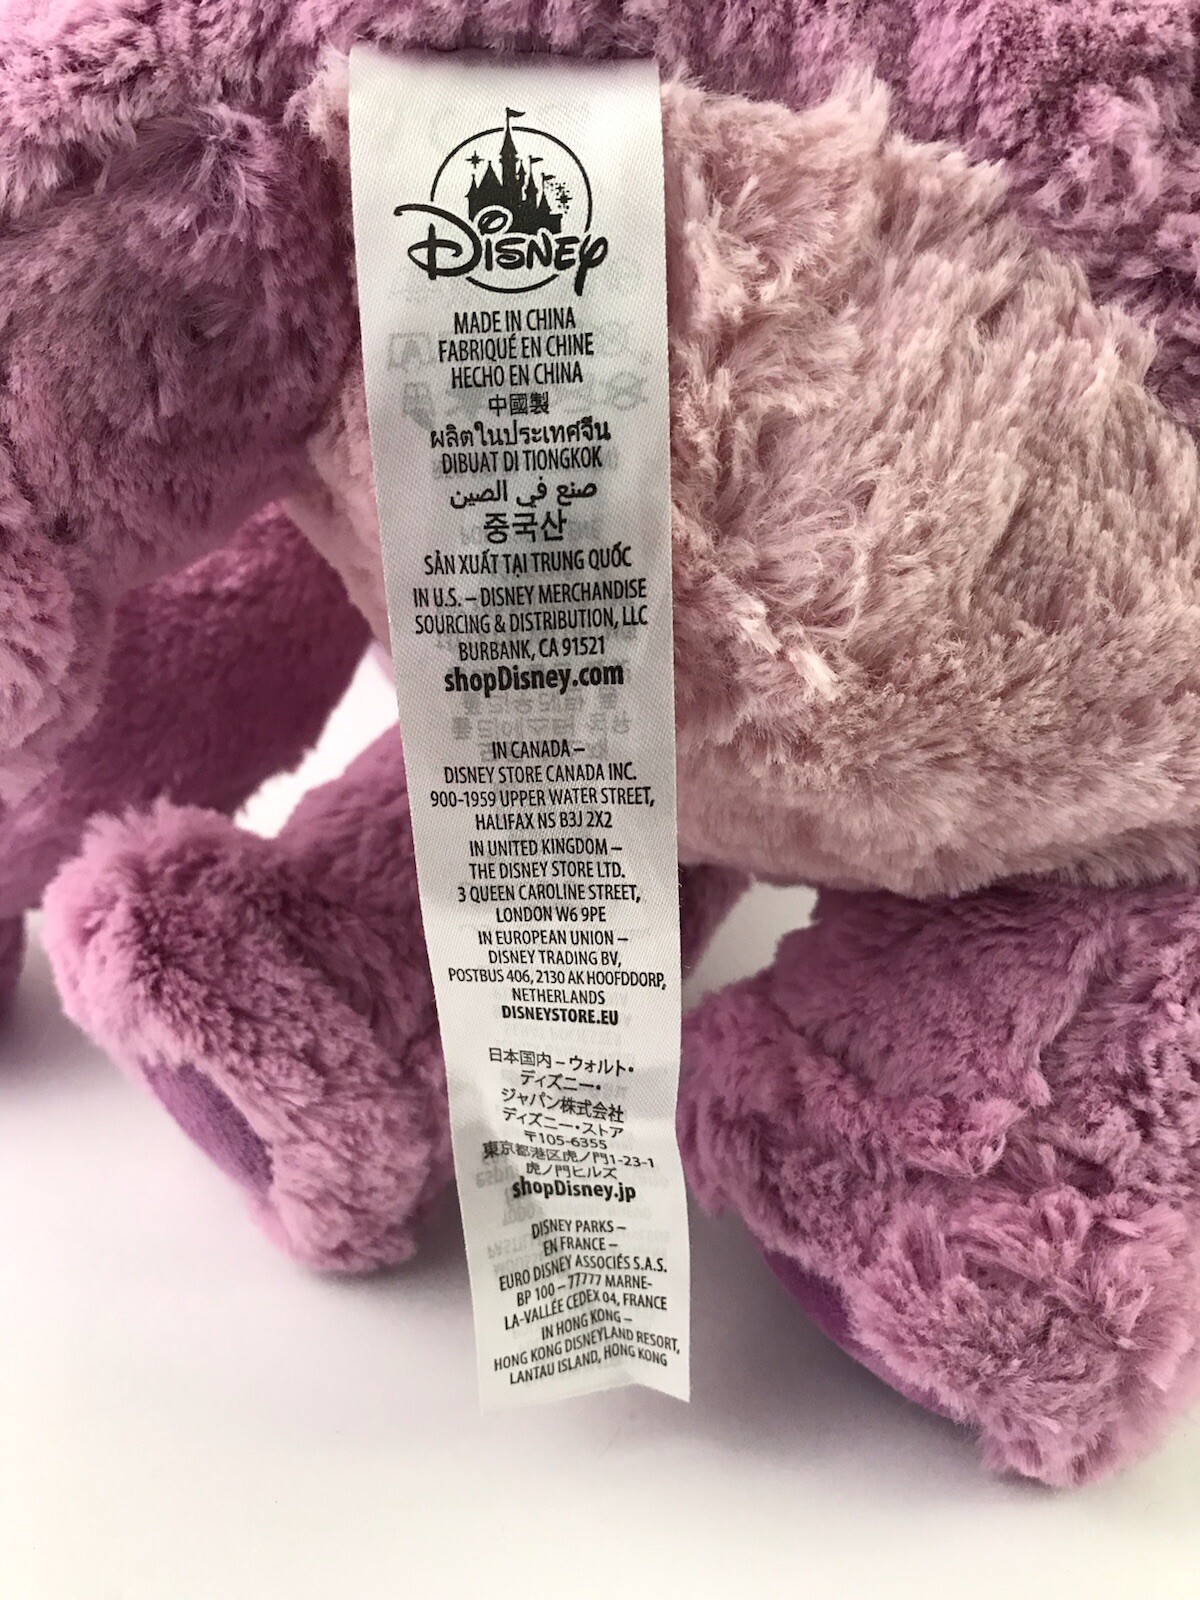 Disney
MADE IN CHINA
FABRIQUÉ EN CHINE
HECHO EN CHINA
中國製
ผลิตในประเทศจีน
DIBUAT DI TIONGKOK
صنع في الصين
중국산
SẢN XUẤT TẠI TRUNG QUỐC
IN U.S. – DISNEY MERCHANDISE
SOURCING & DISTRIBUTION, LLC
BURBANK, CA 91521
shopDisney.com
IN CANADA –
DISNEY STORE CANADA INC.
900-1959 UPPER WATER STREET,
HALIFAX NS B3J 2X2
IN UNITED KINGDOM –
THE DISNEY STORE LTD.
3 QUEEN CAROLINE STREET,
LONDON W6 9PE
IN EUROPEAN UNION –
DISNEY TRADING BV,
POSTBUS 406, 2130 AK HOOFDDORP,
NETHERLANDS
DISNEYSTORE.EU
日本国内 – ウォルト・
ディズニー・
ジャパン株式会社
ディズニー・ストア
〒105-6355
東京都港区虎ノ門1-23-1
虎ノ門ヒルズ
shopDisney.jp
DISNEY PARKS –
EN FRANCE –
EURO DISNEY ASSOCIÉS S.A.S.
BP 100 – 77777 MARNE-
LA-VALLÉE CEDEX 04, FRANCE
IN HONG KONG –
HONG KONG DISNEYLAND RESORT,
LANTAU ISLAND, HONG KONG